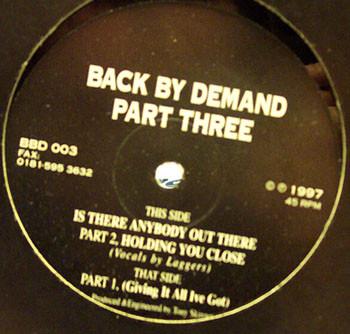 BACK BY DEMAND
PART THREE
BBD 003
FAX:
0181-595 3632
© ℗ 1997
45 RPM
THIS SIDE
IS THERE ANYBODY OUT THERE
PART 2, HOLDING YOU CLOSE
(Vocals by Laggers)
THAT SIDE
PART 1, (Giving It All Ive Got)
Produced & Engineered by Tony